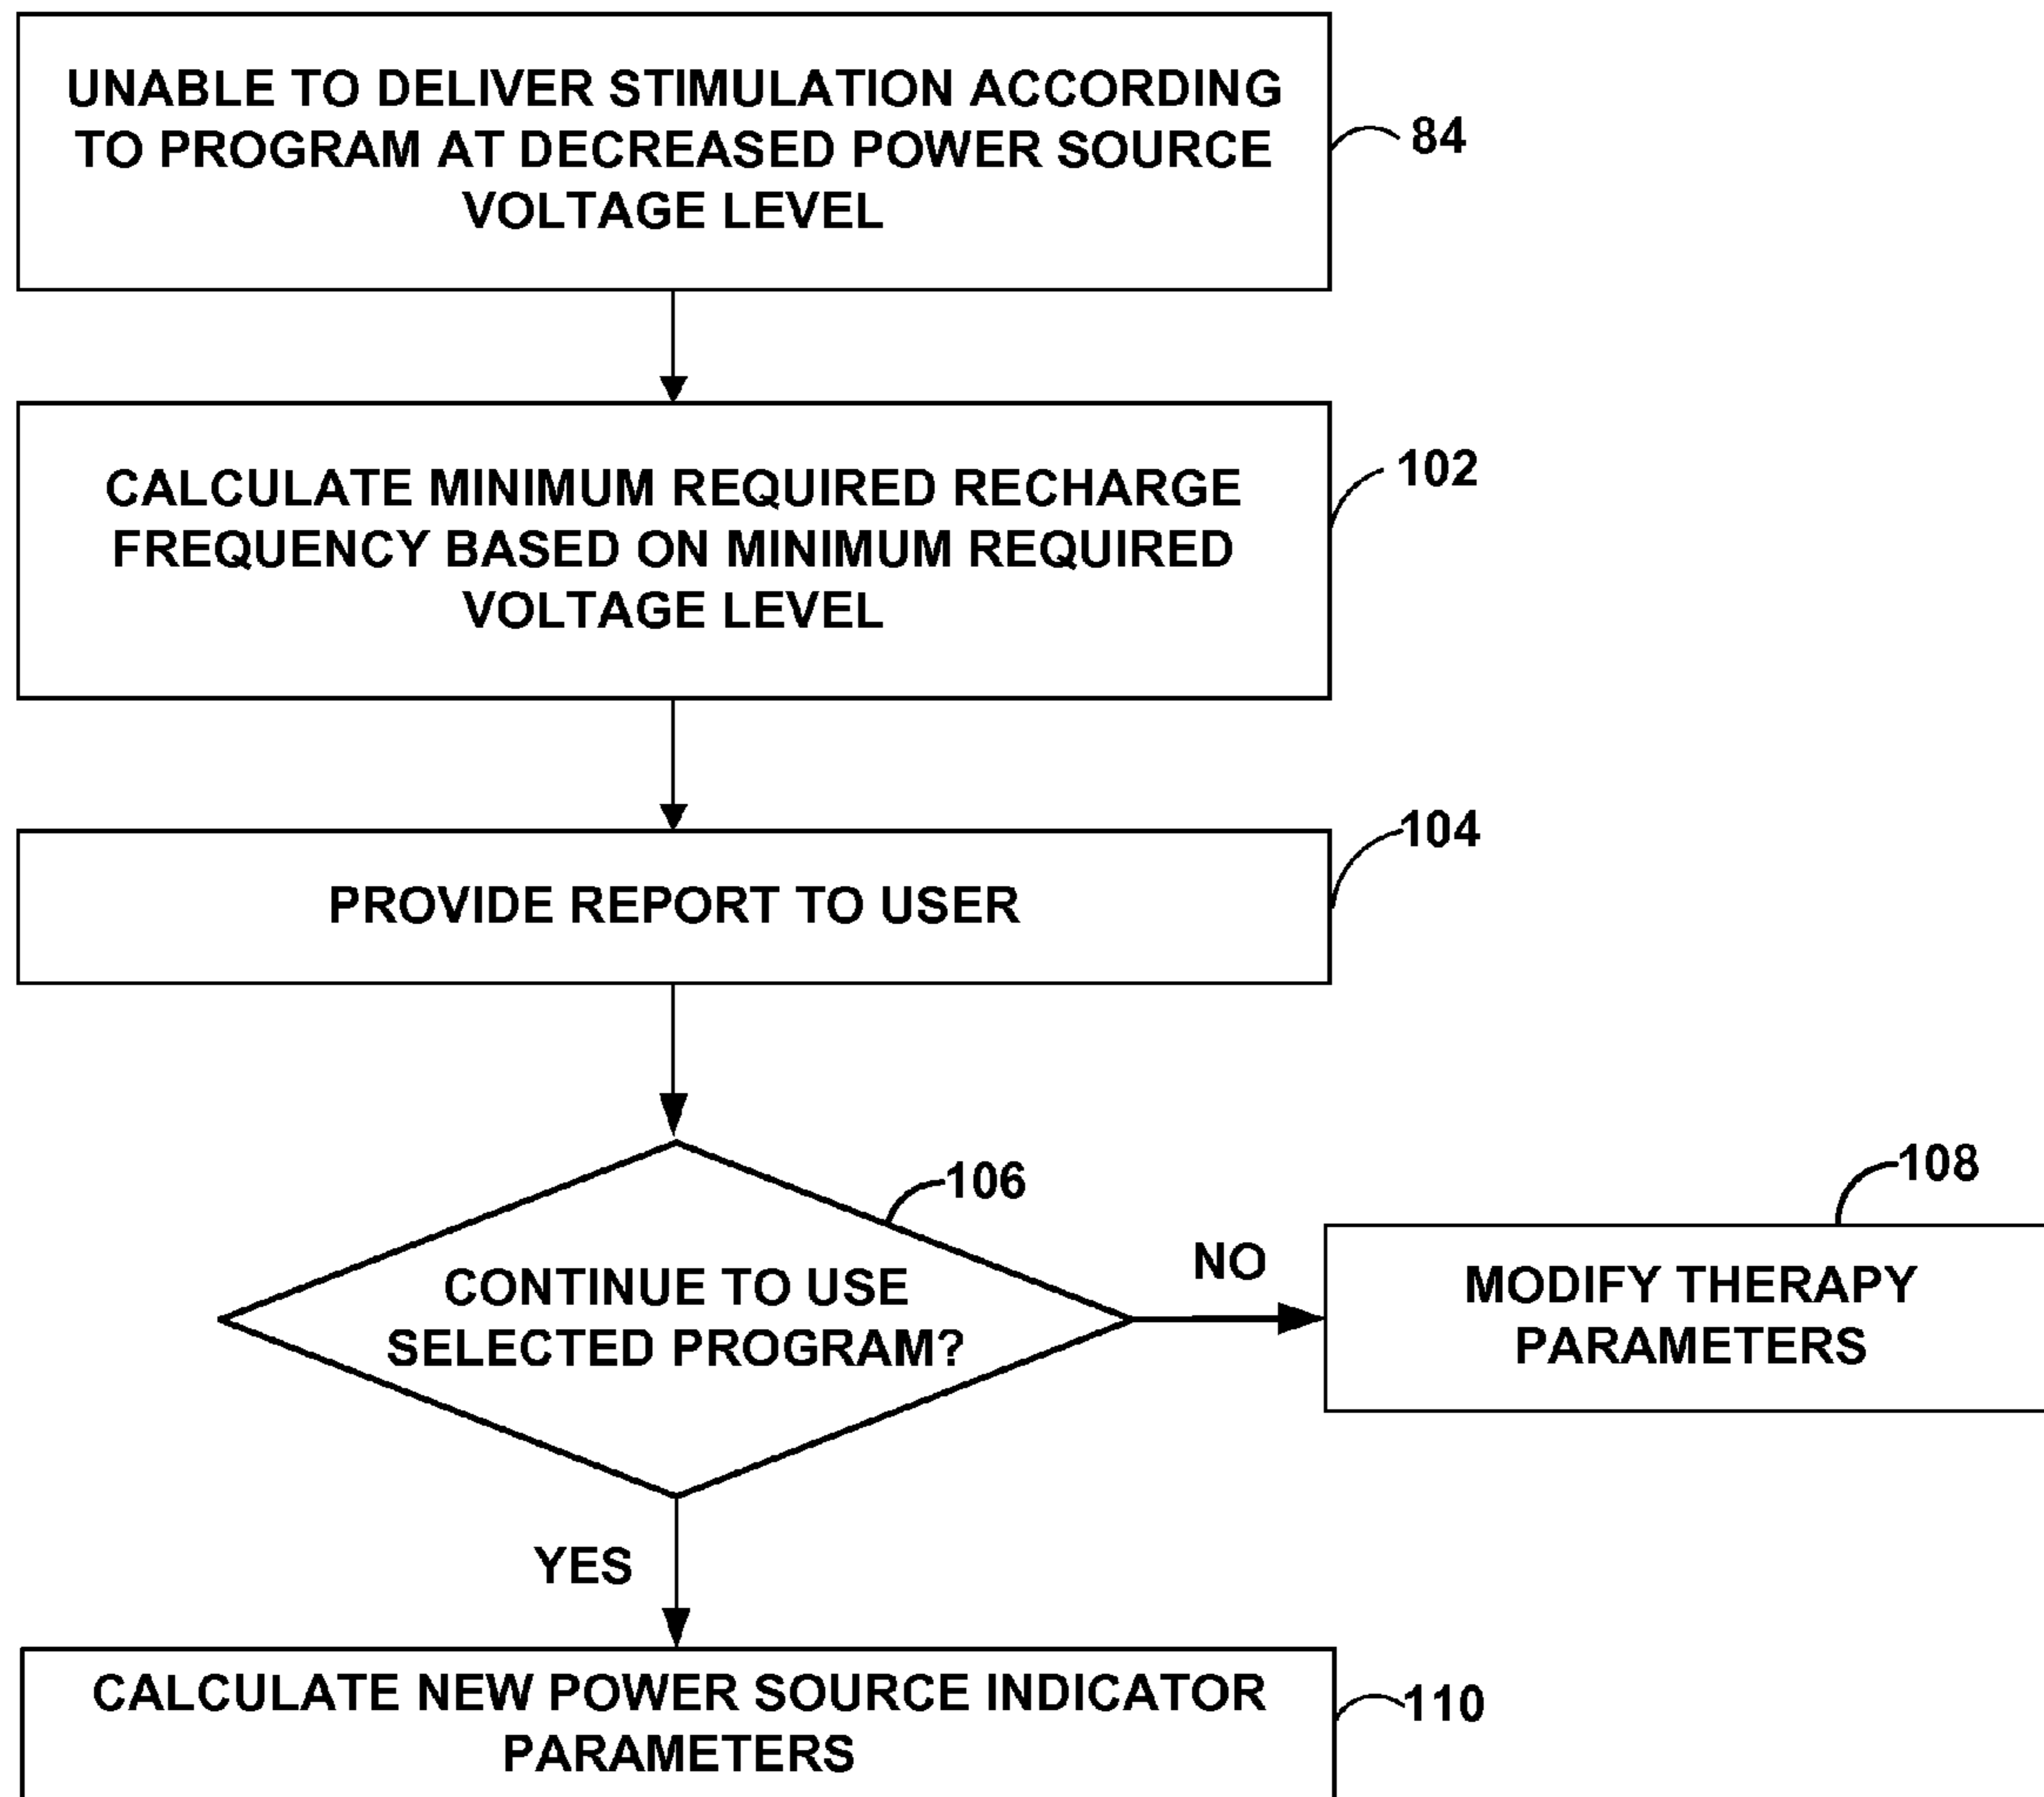 UNABLE TO DELIVER STIMULATION ACCORDING
TO PROGRAM AT DECREASED POWER SOURCE
VOLTAGE LEVEL
84
CALCULATE MINIMUM REQUIRED RECHARGE
FREQUENCY BASED ON MINIMUM REQUIRED
VOLTAGE LEVEL
102
PROVIDE REPORT TO USER
104
CONTINUE TO USE
SELECTED PROGRAM?
106
NO
MODIFY THERAPY
PARAMETERS
108
YES
CALCULATE NEW POWER SOURCE INDICATOR
PARAMETERS
110